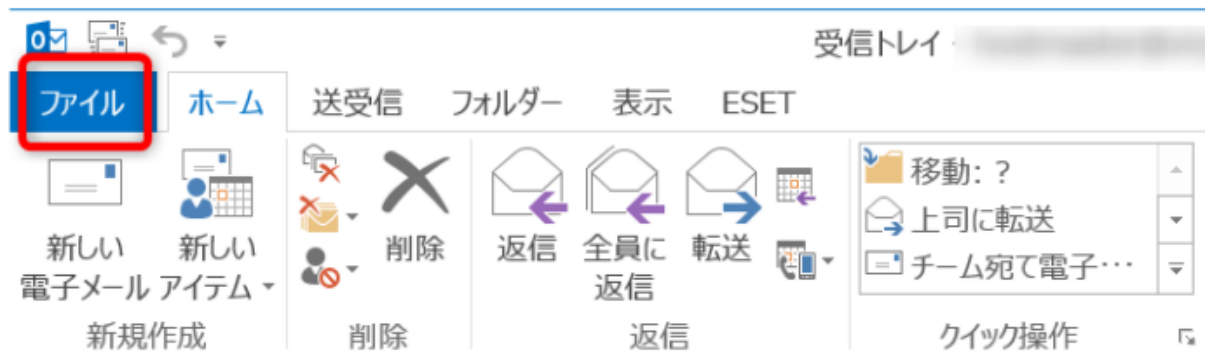 受信トレイ -
ファイル ホーム 送受信 フォルダー 表示 ESET
移動: ?
上司に転送
チーム宛て電子…
新しい
電子メール
新しい
アイテム
削除
返信
全員に
返信
転送
新規作成 削除 返信 クイック操作